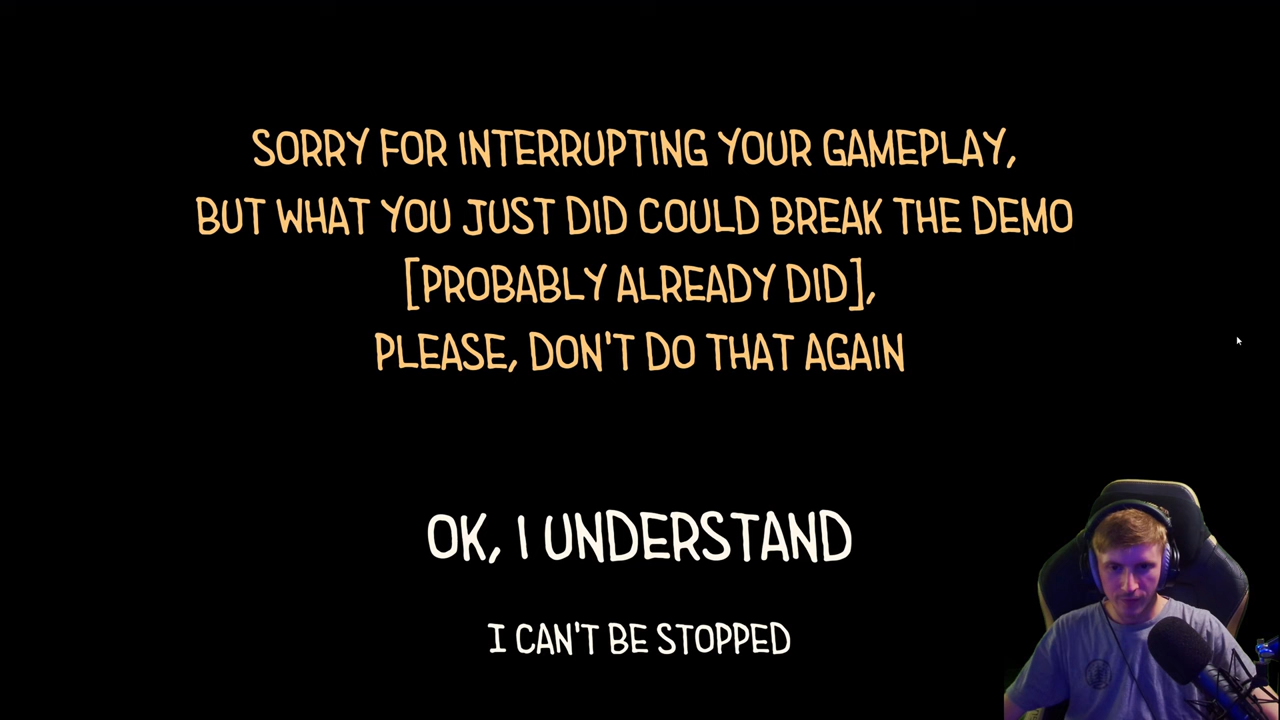 SORRY FOR INTERRUPTING YOUR GAMEPLAY,
BUT WHAT YOU JUST DID COULD BREAK THE DEMO
[PROBABLY ALREADY DID],
PLEASE, DON'T DO THAT AGAIN
OK, I UNDERSTAND
I CAN'T BE STOPPED